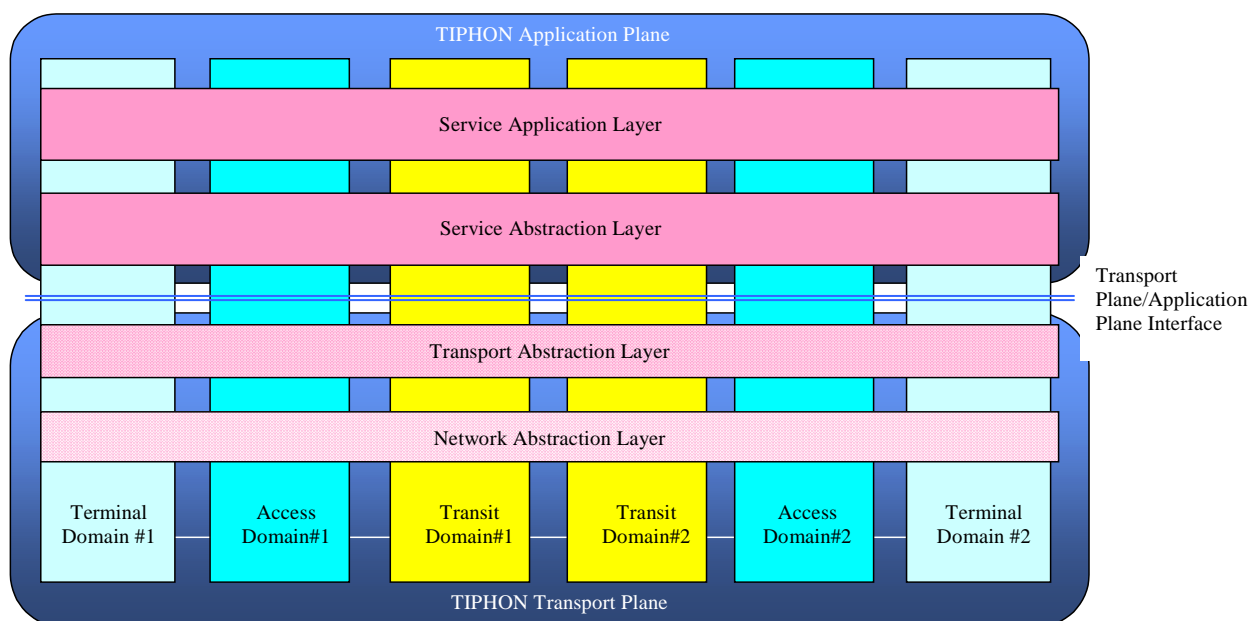 TIPHON Application Plane
Service Application Layer
Service Abstraction Layer
Transport
Plane/Application
Plane Interface
Transport Abstraction Layer
Network Abstraction Layer
Terminal
Domain #1
Access
Domain#1
Transit
Domain#1
Transit
Domain#2
Access
Domain#2
Terminal
Domain #2
TIPHON Transport Plane